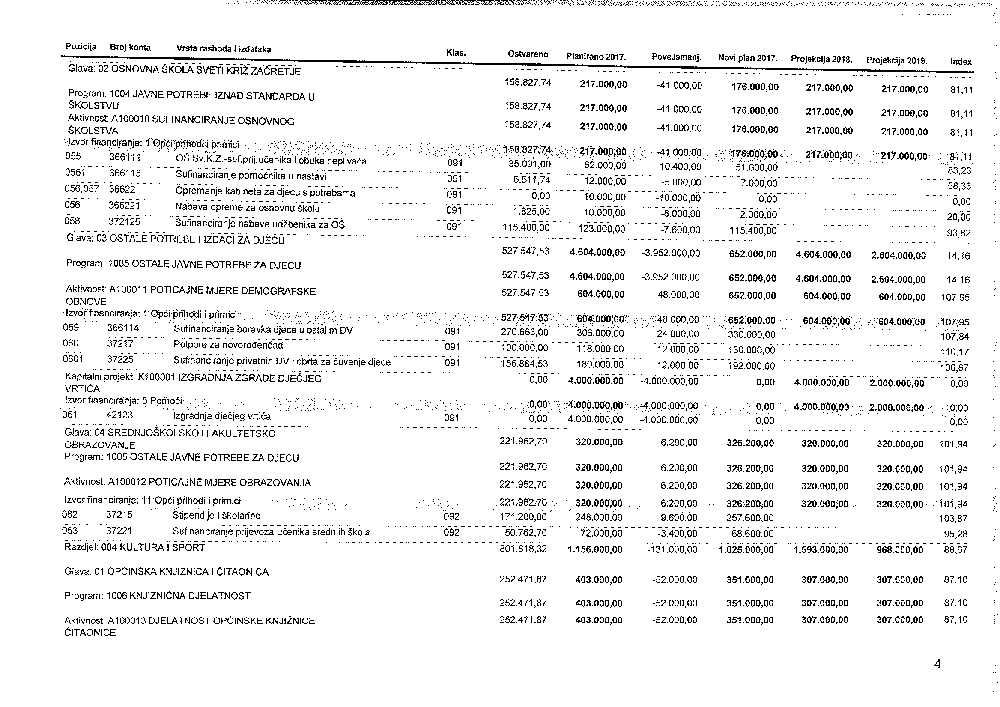 Pozicija Broj konta Vrsta rashoda i izdataka Klas. Ostvareno Planirano 2017. Pove./smanj. Novi plan 2017. Projekcija 2018. Projekcija 2019. Index
Glava: 02 OSNOVNA ŠKOLA SVETI KRIŽ ZAČRETJE
158.827,74 217.000,00 -41.000,00 176.000,00 217.000,00 217.000,00 81,11
Program: 1004 JAVNE POTREBE IZNAD STANDARDA U
ŠKOLSTVU 158.827,74 217.000,00 -41.000,00 176.000,00 217.000,00 217.000,00 81,11
Aktivnost: A100010 SUFINANCIRANJE OSNOVNOG
ŠKOLSTVA 158.827,74 217.000,00 -41.000,00 176.000,00 217.000,00 217.000,00 81,11
Izvor financiranja: 1 Opći prihodi i primici 158.827,74 217.000,00 -41.000,00 176.000,00 217.000,00 217.000,00 81,11
055 366111 OŠ Sv.K.Z.-suf.prij.učenika i obuka neplivača 091 35.091,00 62.000,00 -10.400,00 51.600,00 83,23
0561 366115 Sufinanciranje pomoćnika u nastavi 091 6.511,74 12.000,00 -5.000,00 7.000,00 58,33
056,057 36622 Opremanje kabineta za djecu s potrebama 091 0,00 10.000,00 -10.000,00 0,00 0,00
056 366221 Nabava opreme za osnovnu školu 091 1.825,00 10.000,00 -8.000,00 2.000,00 20,00
058 372125 Sufinanciranje nabave udžbenika za OŠ 091 115.400,00 123.000,00 -7.600,00 115.400,00 93,82
Glava: 03 OSTALE POTREBE I IZDACI ZA DJECU
527.547,53 4.604.000,00 -3.952.000,00 652.000,00 4.604.000,00 2.604.000,00 14,16
Program: 1005 OSTALE JAVNE POTREBE ZA DJECU
527.547,53 4.604.000,00 -3.952.000,00 652.000,00 4.604.000,00 2.604.000,00 14,16
Aktivnost: A100011 POTICAJNE MJERE DEMOGRAFSKE 527.547,53 604.000,00 48.000,00 652.000,00 604.000,00 604.000,00 107,95
OBNOVE
Izvor financiranja: 1 Opći prihodi i primici 527.547,53 604.000,00 48.000,00 652.000,00 604.000,00 604.000,00 107,95
059 366114 Sufinanciranje boravka djece u ostalim DV 091 270.663,00 306.000,00 24.000,00 330.000,00 107,84
060 37217 Potpore za novorođenčad 091 100.000,00 118.000,00 12.000,00 130.000,00 110,17
0601 37225 Sufinanciranje privatnih DV i obrta za čuvanje djece 091 156.884,53 180.000,00 12.000,00 192.000,00 106,67
Kapitalni projekt: K100001 IZGRADNJA ZGRADE DJEČJEG 0,00 4.000.000,00 -4.000.000,00 0,00 4.000.000,00 2.000.000,00 0,00
VRTIĆA
Izvor financiranja: 5 Pomoći 0,00 4.000.000,00 -4.000.000,00 0,00 4.000.000,00 2.000.000,00 0,00
061 42123 Izgradnja dječjeg vrtića 091 0,00 4.000.000,00 -4.000.000,00 0,00 0,00
Glava: 04 SREDNJOŠKOLSKO I FAKULTETSKO
OBRAZOVANJE 221.962,70 320.000,00 6.200,00 326.200,00 320.000,00 320.000,00 101,94
Program: 1005 OSTALE JAVNE POTREBE ZA DJECU
221.962,70 320.000,00 6.200,00 326.200,00 320.000,00 320.000,00 101,94
Aktivnost: A100012 POTICAJNE MJERE OBRAZOVANJA 221.962,70 320.000,00 6.200,00 326.200,00 320.000,00 320.000,00 101,94
Izvor financiranja: 11 Opći prihodi i primici 221.962,70 320.000,00 6.200,00 326.200,00 320.000,00 320.000,00 101,94
062 37215 Stipendije i školarine 092 171.200,00 248.000,00 9.600,00 257.600,00 103,87
063 37221 Sufinanciranje prijevoza učenika srednjih škola 092 50.762,70 72.000,00 -3.400,00 68.600,00 95,28
Razdjel: 004 KULTURA I SPORT 801.818,32 1.156.000,00 -131.000,00 1.025.000,00 1.593.000,00 968.000,00 88,67
Glava: 01 OPĆINSKA KNJIŽNICA I ČITAONICA
252.471,87 403.000,00 -52.000,00 351.000,00 307.000,00 307.000,00 87,10
Program: 1006 KNJIŽNIČNA DJELATNOST
252.471,87 403.000,00 -52.000,00 351.000,00 307.000,00 307.000,00 87,10
Aktivnost: A100013 DJELATNOST OPĆINSKE KNJIŽNICE I 252.471,87 403.000,00 -52.000,00 351.000,00 307.000,00 307.000,00 87,10
ČITAONICE
4